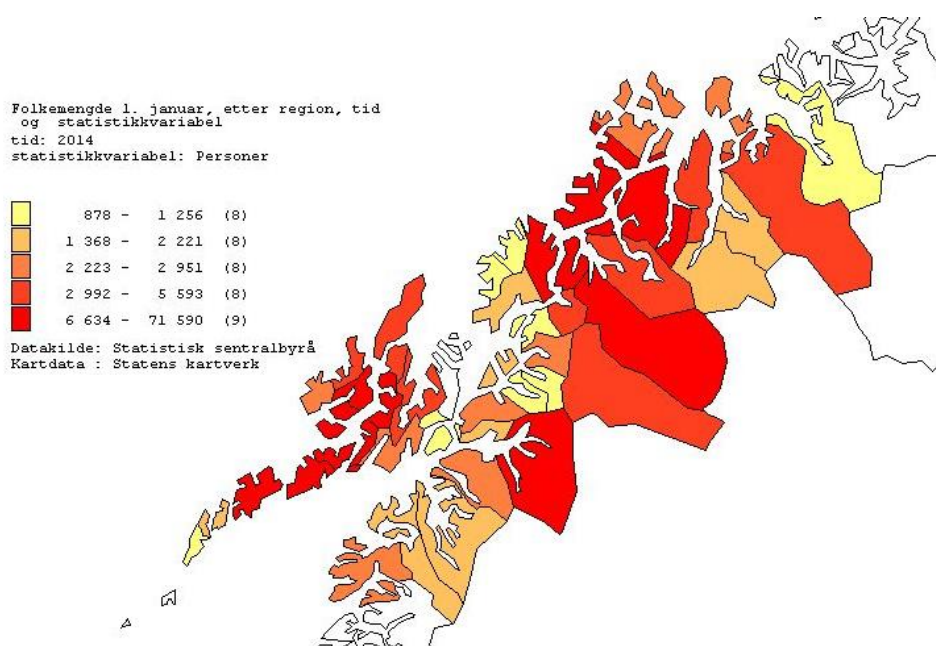 Folkemengde 1. januar, etter region, tid
og statistikkvariabel
tid: 2014
statistikkvariabel: Personer
878 - 1 256 (8)
1 368 - 2 221 (8)
2 223 - 2 951 (8)
2 992 - 5 593 (8)
6 634 - 71 590 (9)
Datakilde: Statistisk sentralbyrå
Kartdata : Statens kartverk